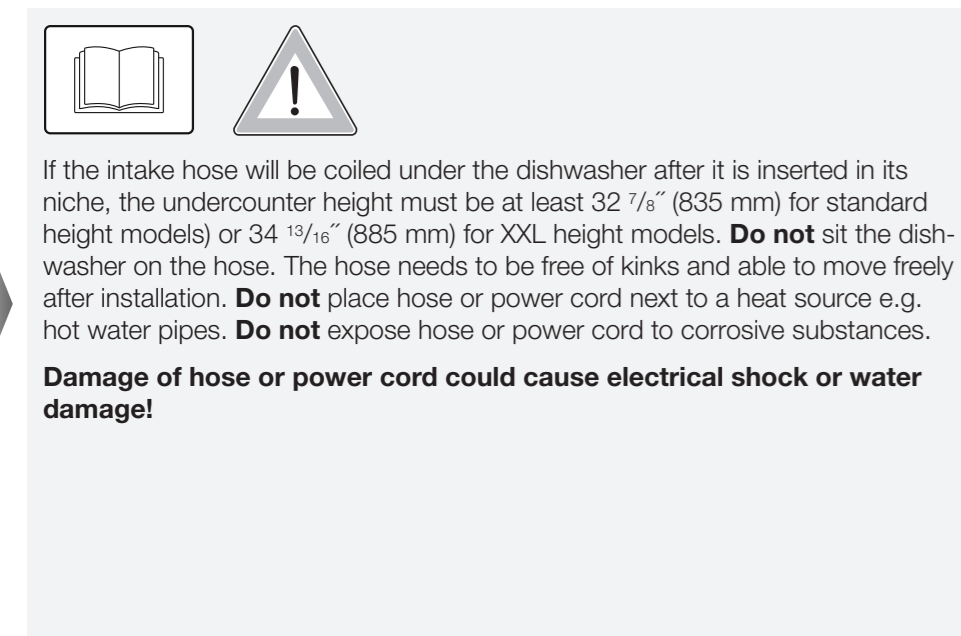 If the intake hose will be coiled under the dishwasher after it is inserted in its
niche, the undercounter height must be at least 32 ⁷/₈˝ (835 mm) for standard
height models) or 34 ¹³/₁₆˝ (885 mm) for XXL height models. Do not sit the dish-
washer on the hose. The hose needs to be free of kinks and able to move freely
after installation. Do not place hose or power cord next to a heat source e.g.
hot water pipes. Do not expose hose or power cord to corrosive substances.
Damage of hose or power cord could cause electrical shock or water
damage!